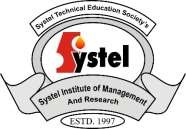 Systel Technical Education Society's
Systel
Systel Institute of Management
And Research
ESTD. 1997